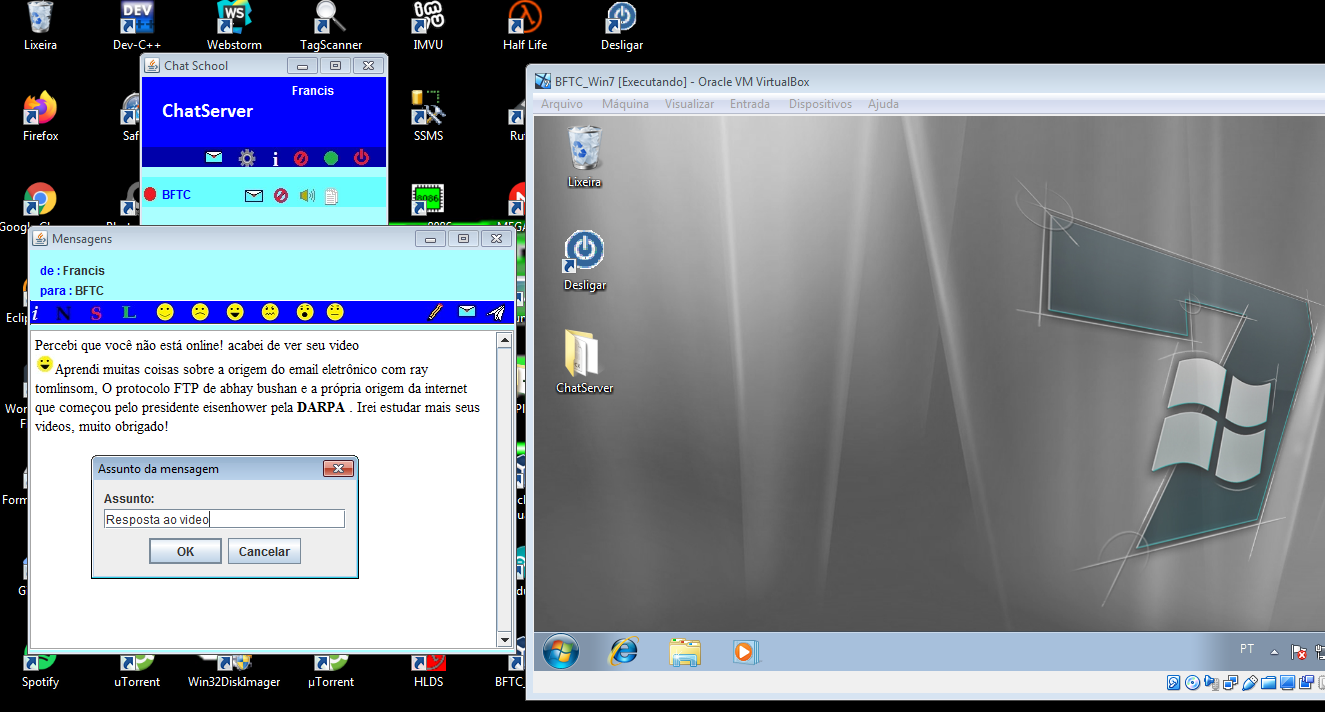 Lixeira
Dev-C++
Webstorm
TagScanner
IMVU
Half Life
Desligar
Chat School
Francis
ChatServer
BFTC
Firefox
SSMS
Mensagens
de : Francis
para : BFTC
i N S L
Percebi que você não está online! acabei de ver seu video
Aprendi muitas coisas sobre a origem do email eletrônico com ray
tomlinsom, O protocolo FTP de abhay bushan e a própria origem da internet
que começou pelo presidente eisenhower pela DARPA . Irei estudar mais seus
videos, muito obrigado!
Assunto da mensagem
Assunto:
Resposta ao video
OK
Cancelar
Spotify
uTorrent
Win32DiskImager
µTorrent
HLDS
BFTC_Win7 [Executando] - Oracle VM VirtualBox
Arquivo Máquina Visualizar Entrada Dispositivos Ajuda
Lixeira
Desligar
ChatServer
PT